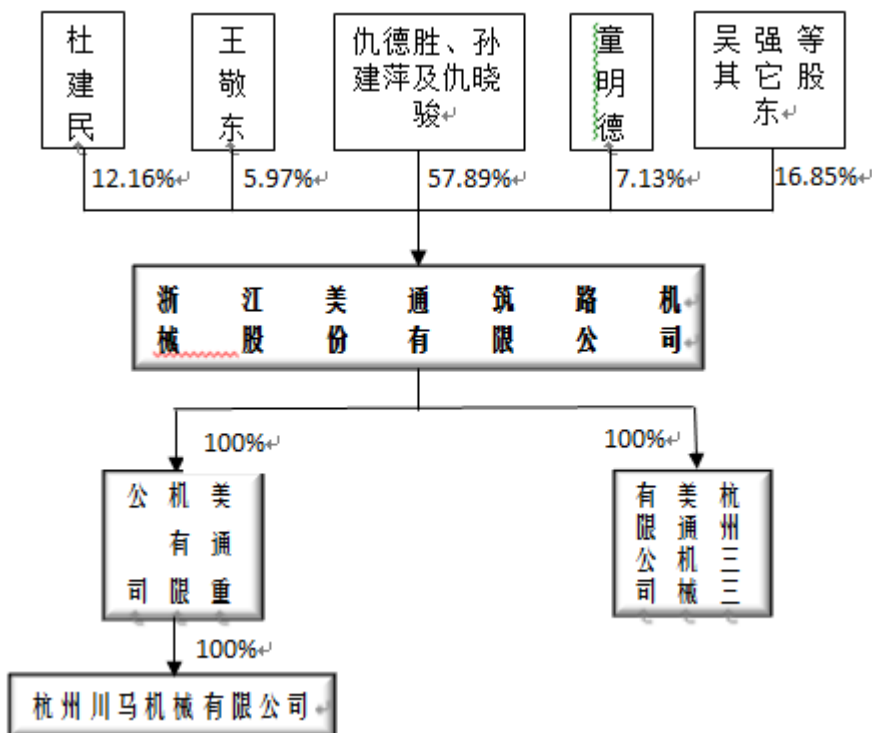 杜
建
民
王
敬
东
仇德胜、孙
建萍及仇晓
骏
童
明
德
吴强等
其它股
东
12.16%
5.97%
57.89%
7.13%
16.85%
浙江美通筑路机
械股份有限公司
100%
100%
美通重
机有限
公司
杭州三三
美通机械
有限公司
100%
杭州川马机械有限公司